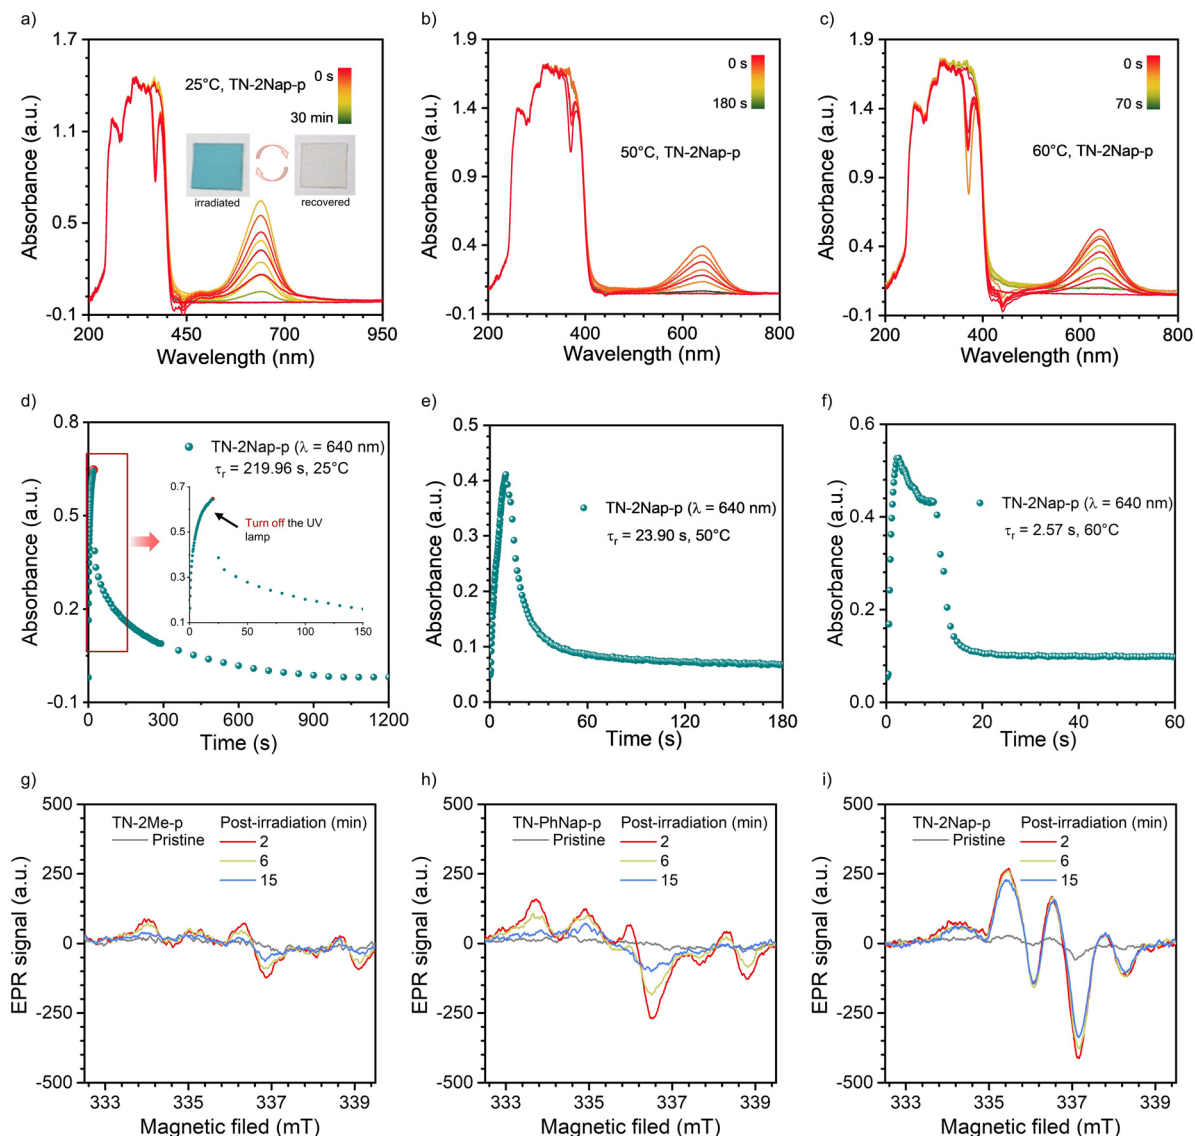 a)
1.7
1.1
0.5
-0.1
Absorbance (a.u.)
25°C, TN-2Nap-p
0 s
30 min
irradiated
recovered
200
450
700
950
Wavelength (nm)
b)
1.9
1.4
0.9
0.4
-0.1
Absorbance (a.u.)
0 s
180 s
50°C, TN-2Nap-p
200
400
600
800
Wavelength (nm)
c)
1.9
1.4
0.9
0.4
-0.1
Absorbance (a.u.)
0 s
70 s
60°C, TN-2Nap-p
200
400
600
800
Wavelength (nm)
d)
0.8
0.5
0.2
-0.1
Absorbance (a.u.)
TN-2Nap-p (λ = 640 nm)
τr = 219.96 s, 25°C
0.7
0.5
0.3
0.1
Turn off the UV
lamp
0
50
100
150
0
300
600
900
1200
Time (s)
e)
0.5
0.4
0.3
0.2
0.1
0.0
Absorbance (a.u.)
TN-2Nap-p (λ = 640 nm)
τr = 23.90 s, 50°C
0
60
120
180
Time (s)
f)
0.6
0.4
0.2
0.0
Absorbance (a.u.)
TN-2Nap-p (λ = 640 nm)
τr = 2.57 s, 60°C
0
20
40
60
Time (s)
g)
500
250
0
-250
-500
EPR signal (a.u.)
TN-2Me-p
Pristine
Post-irradiation (min)
2
6
15
333
335
337
339
Magnetic filed (mT)
h)
500
250
0
-250
-500
EPR signal (a.u.)
TN-PhNap-p
Pristine
Post-irradiation (min)
2
6
15
333
335
337
339
Magnetic filed (mT)
i)
500
250
0
-250
-500
EPR signal (a.u.)
TN-2Nap-p
Pristine
Post-irradiation (min)
2
6
15
333
335
337
339
Magnetic filed (mT)